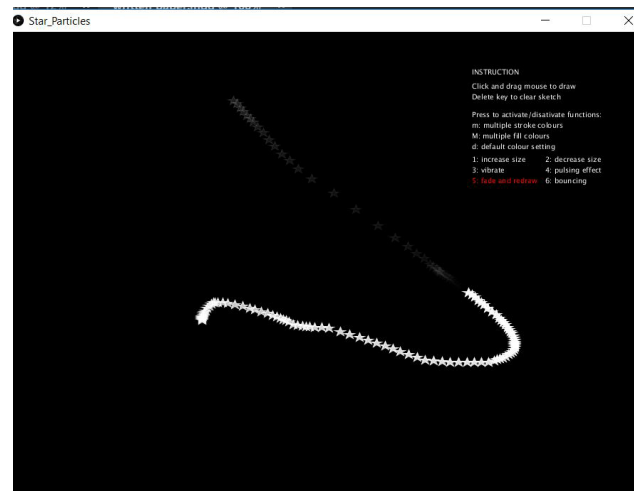 Star_Particles
INSTRUCTION
Click and drag mouse to draw
Delete key to clear sketch
Press to activate/disativate functions:
m: multiple stroke colours
M: multiple fill colours
d: default colour setting
1: increase size 2: decrease size
3: vibrate 4: pulsing effect
5: fade and redraw 6: bouncing